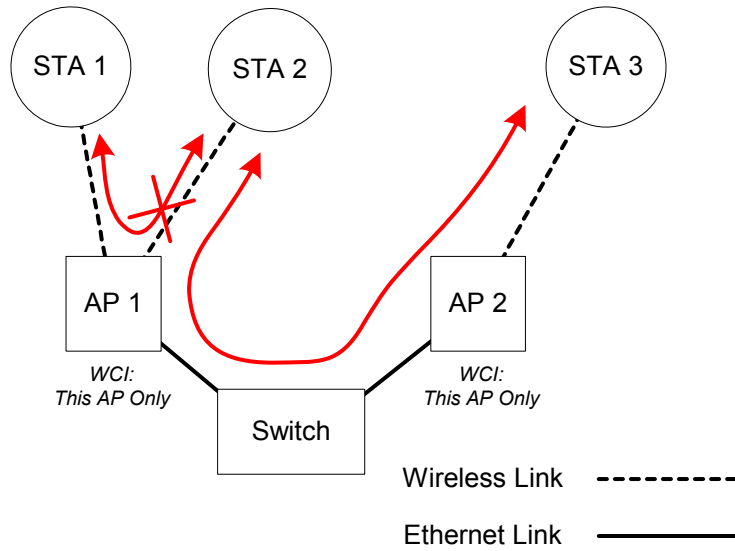 STA 1
STA 2
STA 3
AP 1
AP 2
WCI:
This AP Only
WCI:
This AP Only
Switch
Wireless Link
Ethernet Link